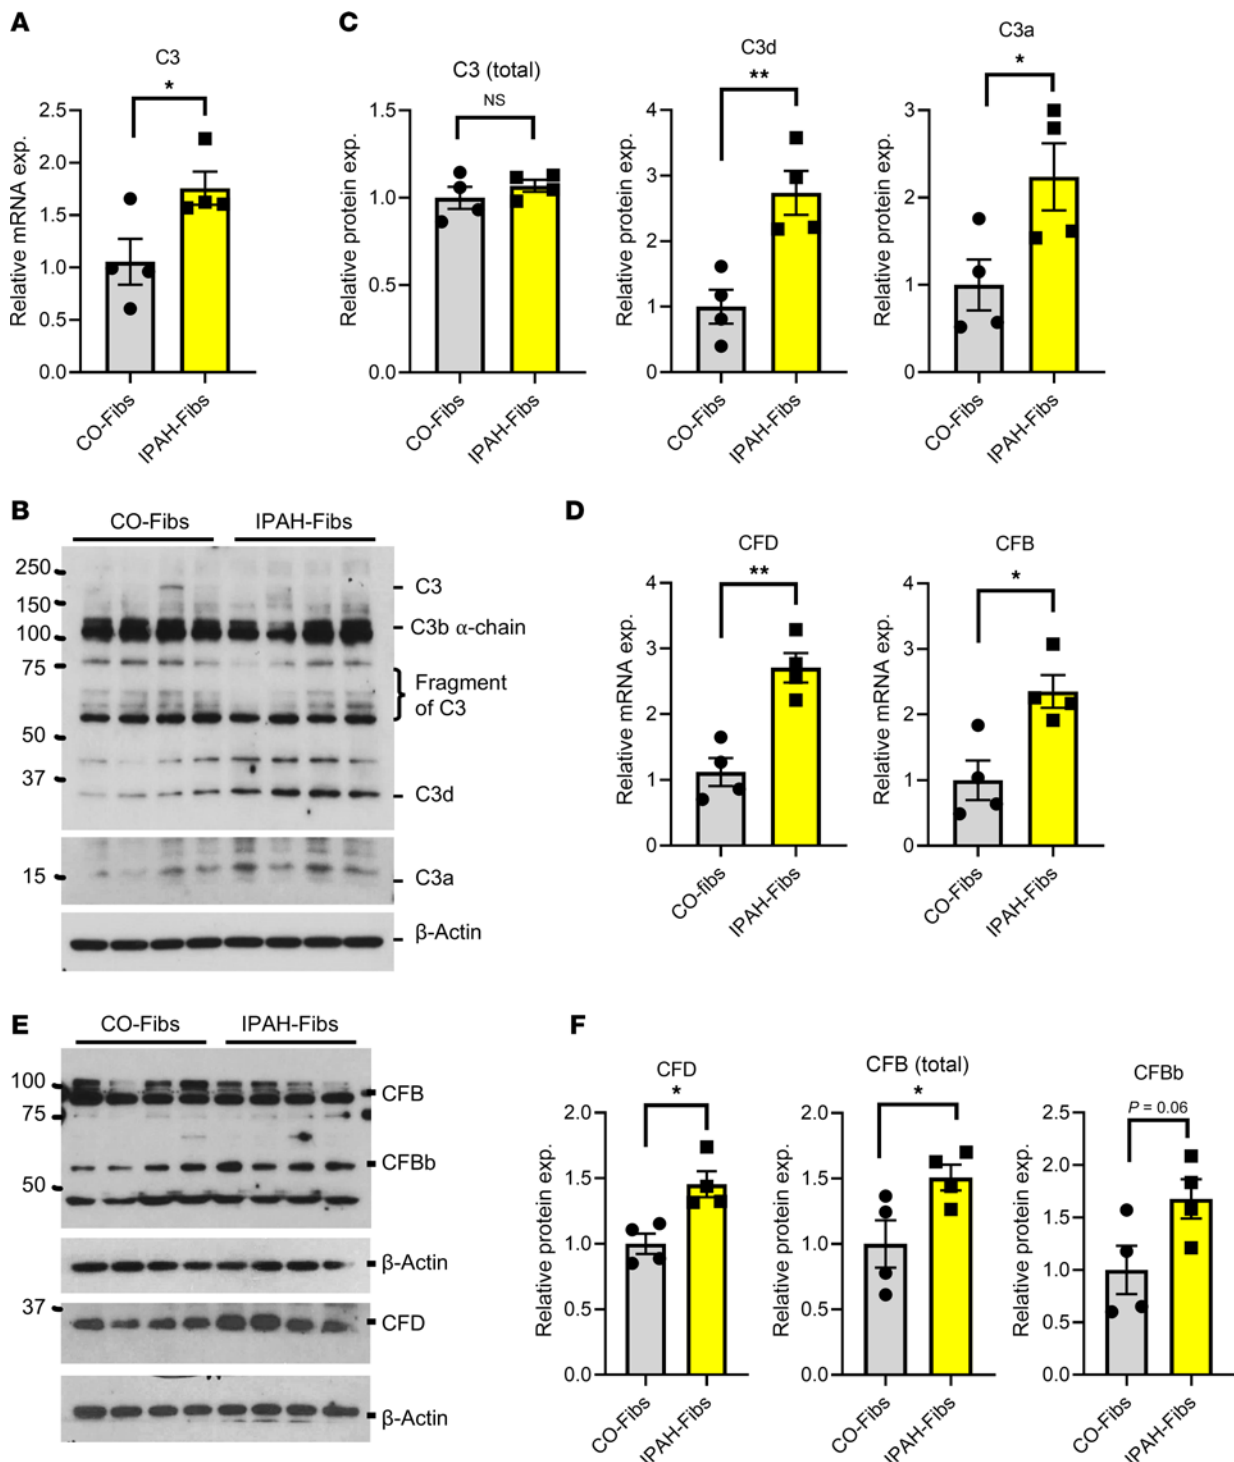 A
C3
*
Relative mRNA exp.
2.5
2.0
1.5
1.0
0.5
0.0
CO-Fibs
IPAH-Fibs
C
C3 (total)
NS
Relative protein exp.
1.5
1.0
0.5
0.0
CO-Fibs
IPAH-Fibs
C3d
**
Relative protein exp.
4
3
2
1
0
CO-Fibs
IPAH-Fibs
C3a
*
Relative protein exp.
3
2
1
0
CO-Fibs
IPAH-Fibs
B
CO-Fibs
IPAH-Fibs
250
150
100
75
50
37
15
C3
C3b α-chain
Fragment
of C3
C3d
C3a
β-Actin
D
CFD
**
Relative mRNA exp.
4
3
2
1
0
CO-fibs
IPAH-Fibs
CFB
*
Relative mRNA exp.
4
3
2
1
0
CO-Fibs
IPAH-Fibs
E
CO-Fibs
IPAH-Fibs
100
75
50
37
CFB
CFBb
β-Actin
CFD
β-Actin
F
CFD
*
Relative protein exp.
2.0
1.5
1.0
0.5
0.0
CO-Fibs
IPAH-Fibs
CFB (total)
*
Relative protein exp.
2.0
1.5
1.0
0.5
0.0
CO-Fibs
IPAH-Fibs
CFBb
P = 0.06
Relative protein exp.
2.5
2.0
1.5
1.0
0.5
0.0
CO-Fibs
IPAH-Fibs